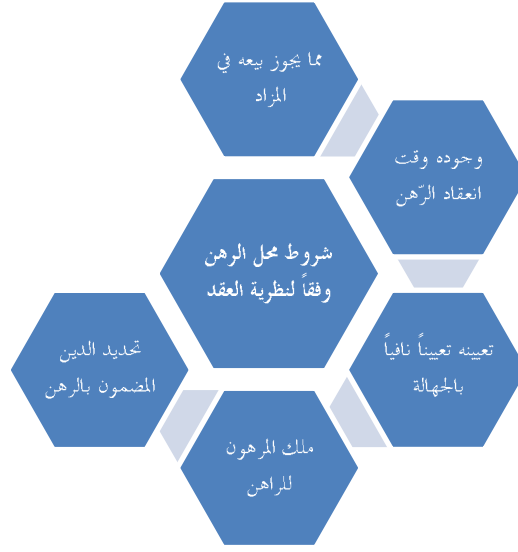 مما يجوز بيعه في
المزاد
وجوده وقت
انعقاد الرّهن
شروط محل الرهن
وفقاً لنظرية العقد
تعيينه تعييناً نافياً
بالجهالة
ملك المرهون
للراهن
تحديد الدين
المضمون بالرهن